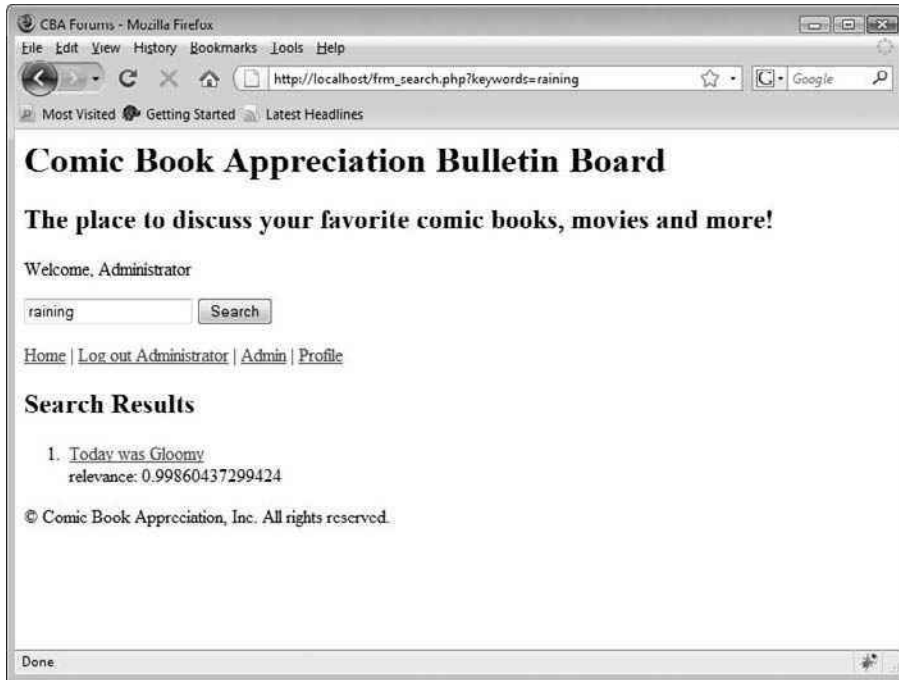 CBA Forums - Mozilla Firefox
File Edit View History Bookmarks Tools Help
http://localhost/frm_search.php?keywords=raining
G Google
Most Visited Getting Started Latest Headlines
Comic Book Appreciation Bulletin Board
The place to discuss your favorite comic books, movies and more!
Welcome, Administrator
raining Search
Home | Log out Administrator | Admin | Profile
Search Results
1. Today was Gloomy
relevance: 0.99860437299424
© Comic Book Appreciation, Inc. All rights reserved.
Done